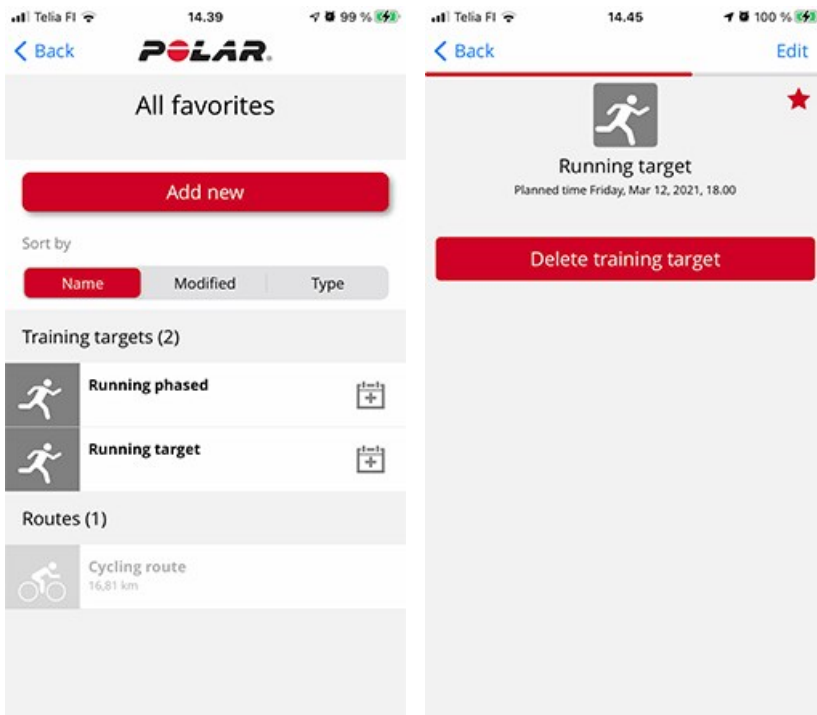 Telia FI 14.39 99 %
Back POLAR
All favorites
Add new
Sort by
Name Modified Type
Training targets (2)
Running phased
Running target
Routes (1)
Cycling route
16,81 km
Telia FI 14.45 100 %
Back Edit
Running target
Planned time Friday, Mar 12, 2021, 18.00
Delete training target